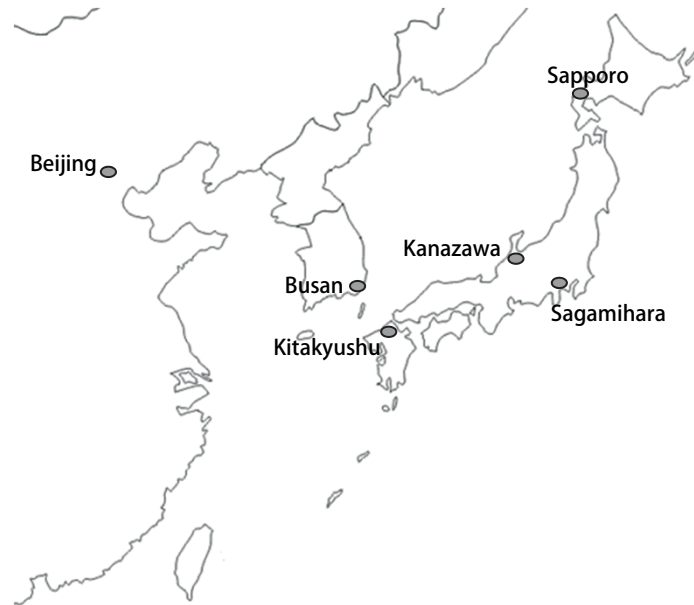 Sapporo
Beijing
Kanazawa
Busan
Sagamihara
Kitakyushu